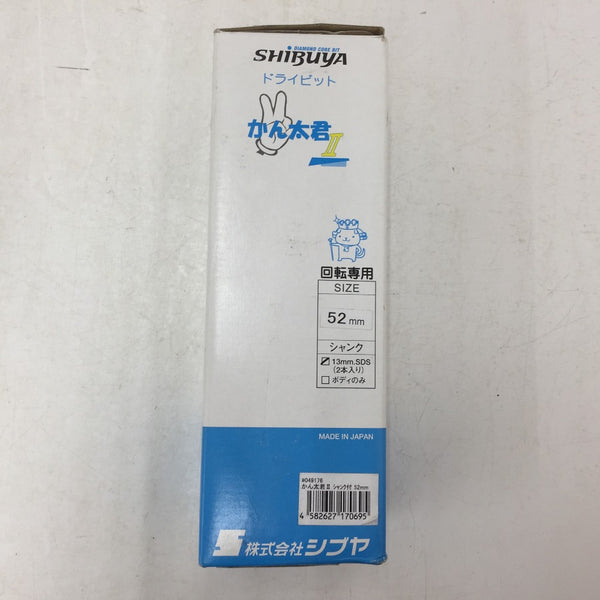 DIAMOND CORE BIT
SHIBUYA
ドライビット
かん太君II
回転専用
SIZE
52mm
シャンク
13mm.SDS
(2本入り)
ボディのみ
MADE IN JAPAN
#049176
かん太君Ⅱ シャンク付 52mm
4 582627 170695
株式会社シブヤ